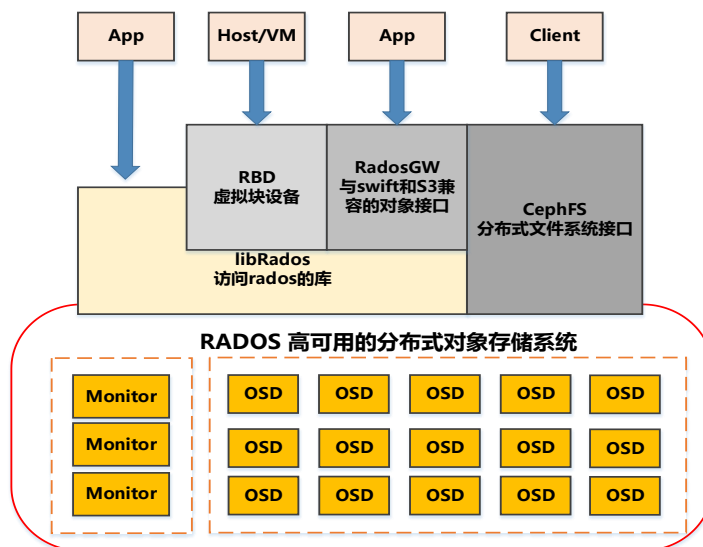 App
Host/VM
App
Client
RBD
虚拟块设备
RadosGW
与swift和S3兼
容的对象接口
CephFS
分布式文件系统接口
libRados
访问rados的库
RADOS 高可用的分布式对象存储系统
Monitor
OSD OSD OSD OSD OSD
Monitor
OSD OSD OSD OSD OSD
Monitor
OSD OSD OSD OSD OSD